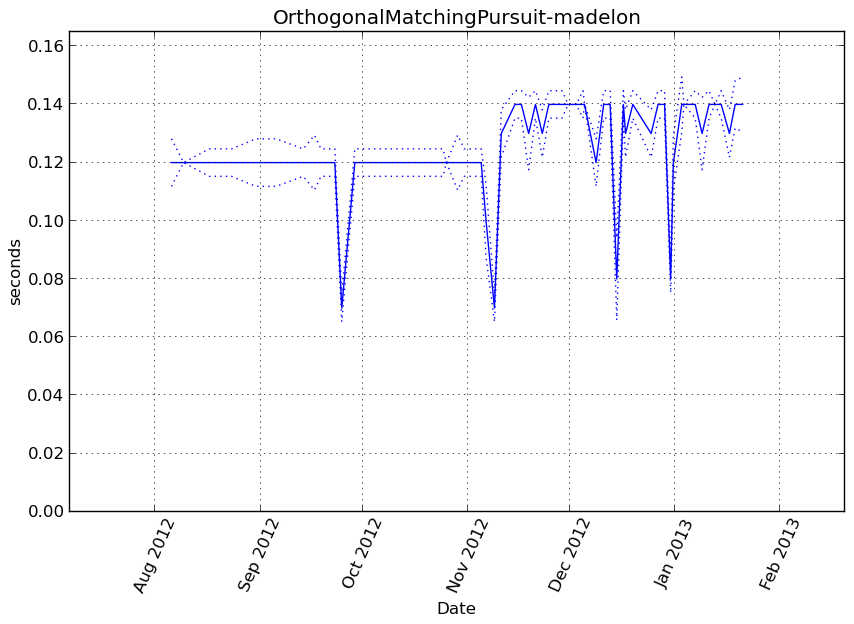 OrthogonalMatchingPursuit-madelon
0.16
0.14
0.12
0.10
0.08
0.06
0.04
0.02
0.00
seconds
Aug 2012
Sep 2012
Oct 2012
Nov 2012
Dec 2012
Jan 2013
Feb 2013
Date